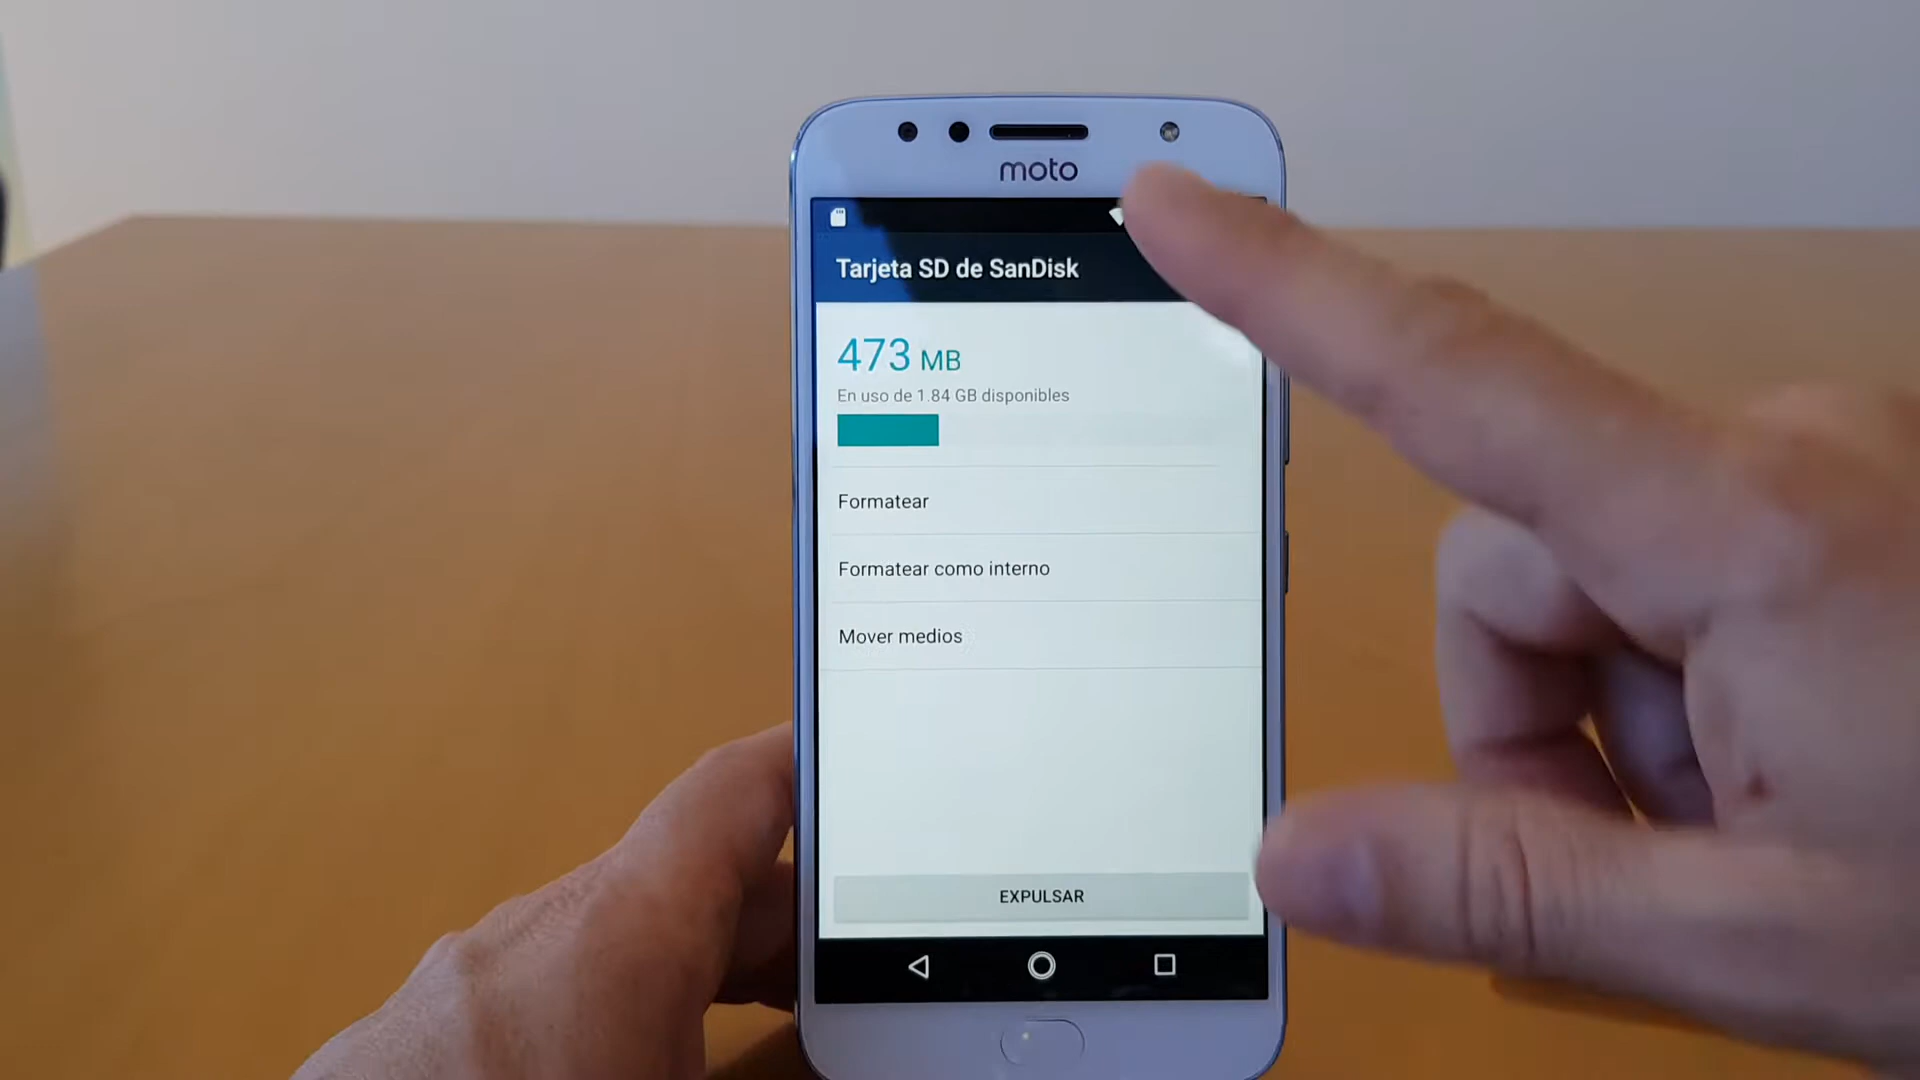 moto
Tarjeta SD de SanDisk
473 MB
En uso de 1.84 GB disponibles
Formatear
Formatear como interno
Mover medios
EXPULSAR